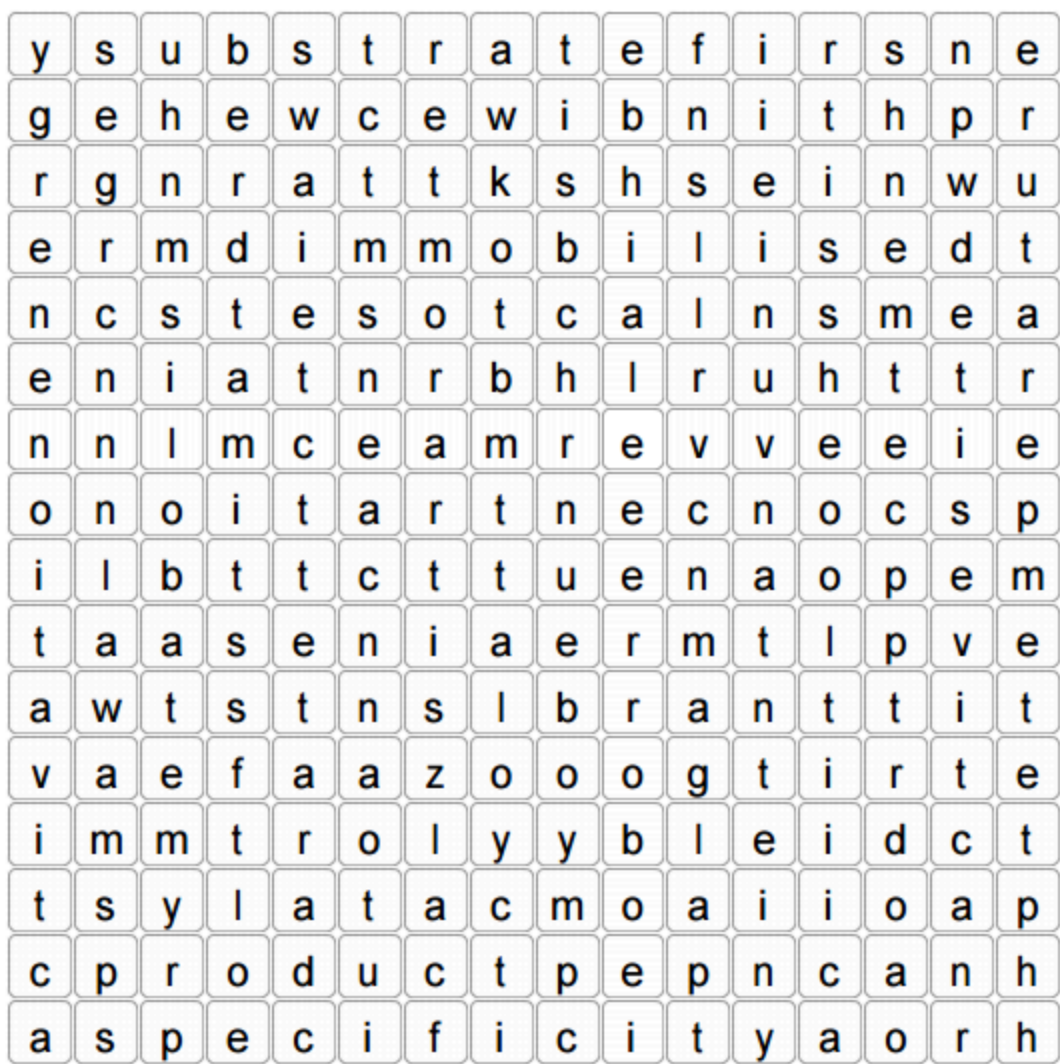 y s u b s t r a t e f i r s n e
g e h e w c e w i b n i t h p r
r g n r a t t k s h s e i n w u
e r m d i m m o b i l i s e d t
n c s t e s o t c a l n s m e a
e n i a t n r b h l r u h t t r
n n l m c e a m r e v v e e i e
o n o i t a r t n e c n o c s p
i l b t t c t t u e n a o p e m
t a a s e n i a e r m t l p v e
a w t s t n s l b r a n t t i t
v a e f a a z o o o g t i r t e
i m m t r o l y y b l e i d c t
t s y l a t a c m o a i i o a p
c p r o d u c t p e p n c a n h
a s p e c i f i c i t y a o r h